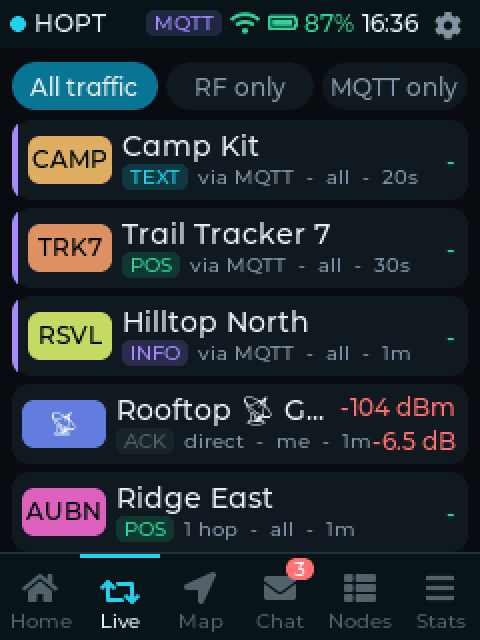 HOPT MQTT 87% 16:36
All traffic RF only MQTT only
CAMP Camp Kit -
TEXT via MQTT - all - 20s
TRK7 Trail Tracker 7 -
POS via MQTT - all - 30s
RSVL Hilltop North -
INFO via MQTT - all - 1m
Rooftop 📡 G... -104 dBm
ACK direct - me - 1m -6.5 dB
AUBN Ridge East -
POS 1 hop - all - 1m
3
Home Live Map Chat Nodes Stats